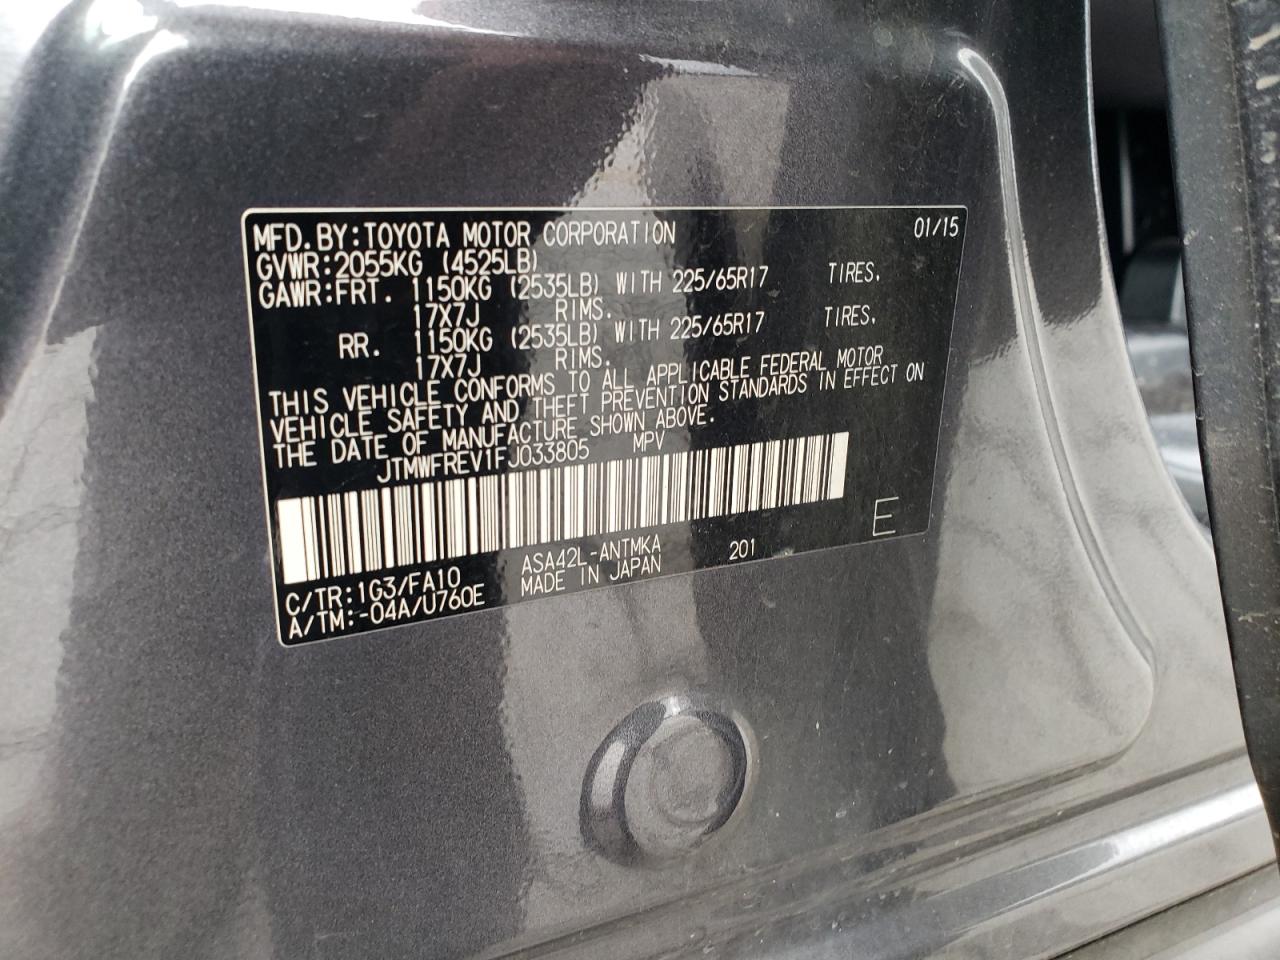 MFD. BY: TOYOTA MOTOR CORPORATION 01/15
GVWR: 2055KG (4525LB)
GAWR: FRT. 1150KG (2535LB) WITH 225/65R17 TIRES.
17X7J RIMS.
RR. 1150KG (2535LB) WITH 225/65R17 TIRES,
17X7J RIMS.
THIS VEHICLE CONFORMS TO ALL APPLICABLE FEDERAL MOTOR
VEHICLE SAFETY AND THEFT PREVENTION STANDARDS IN EFFECT ON
THE DATE OF MANUFACTURE SHOWN ABOVE.
JTMWFREV1FJ033805 MPV
E
C/TR: 1G3/FA10 ASA42L-ANTMKA 201
A/TM: -04A/U760E MADE IN JAPAN